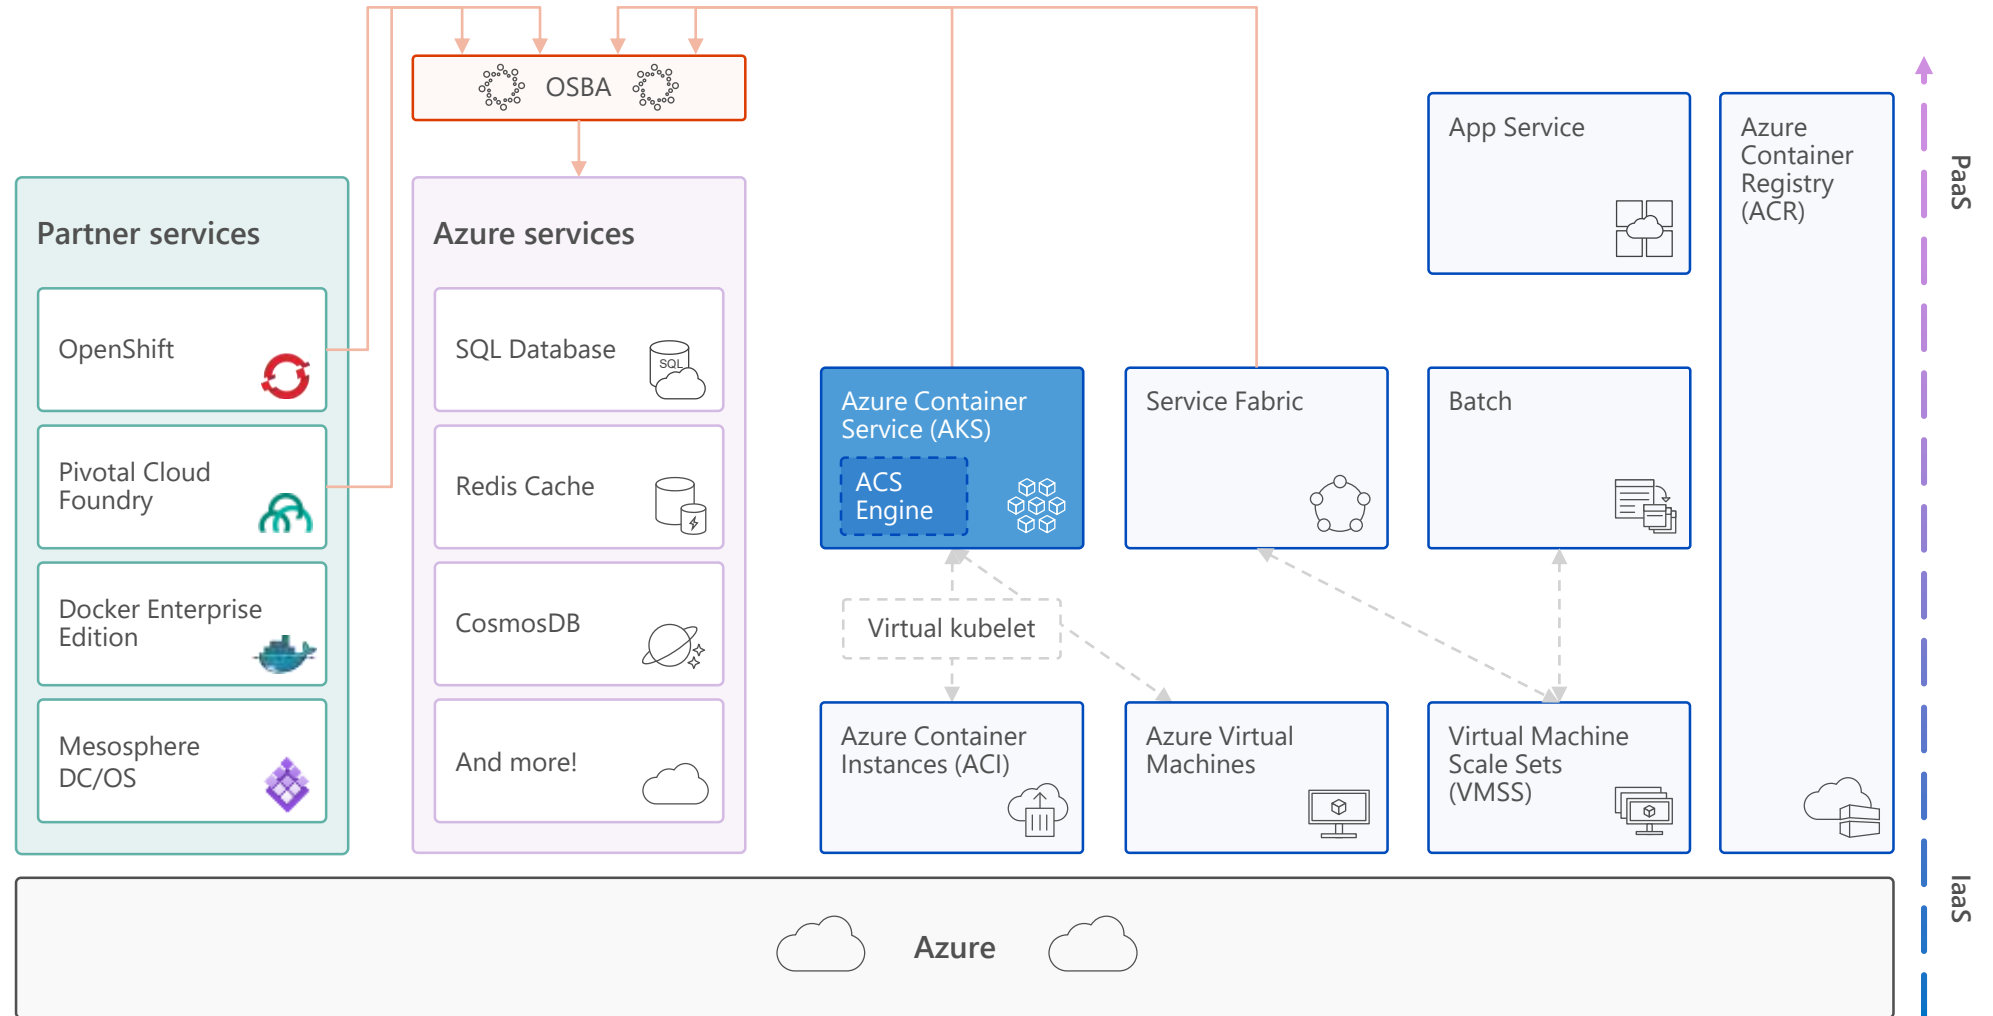 OSBA
Partner services
OpenShift
Pivotal Cloud
Foundry
Docker Enterprise
Edition
Mesosphere
DC/OS
Azure services
SQL Database
SQL
Redis Cache
CosmosDB
And more!
Azure Container
Service (AKS)
ACS
Engine
Service Fabric
App Service
Batch
Virtual kubelet
Azure Container
Instances (ACI)
Azure Virtual
Machines
Virtual Machine
Scale Sets
(VMSS)
Azure
Container
Registry
(ACR)
PaaS
IaaS
Azure